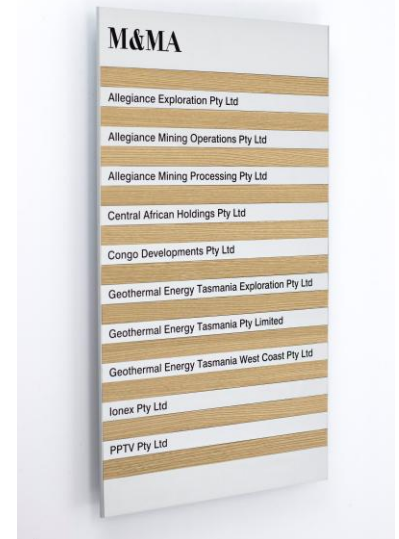 M&MA
Allegiance Exploration Pty Ltd
Allegiance Mining Operations Pty Ltd
Allegiance Mining Processing Pty Ltd
Central African Holdings Pty Ltd
Congo Developments Pty Ltd
Geothermal Energy Tasmania Exploration Pty Ltd
Geothermal Energy Tasmania Pty Limited
Geothermal Energy Tasmania West Coast Pty Ltd
Ionex Pty Ltd
PPTV Pty Ltd